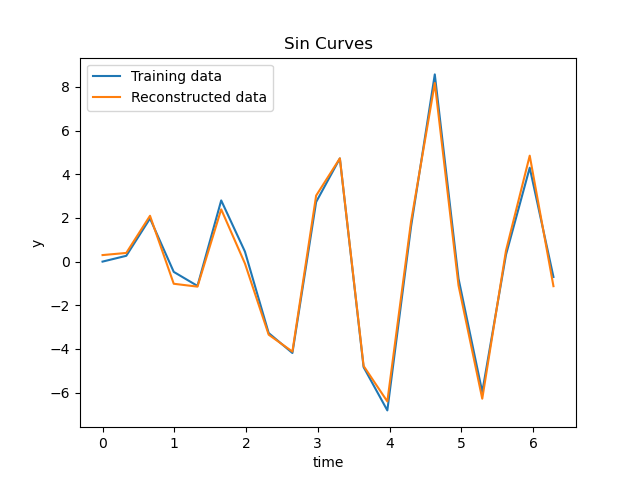 Sin Curves
Training data
Reconstructed data
8
6
4
2
0
−2
−4
−6
y
0 1 2 3 4 5 6
time